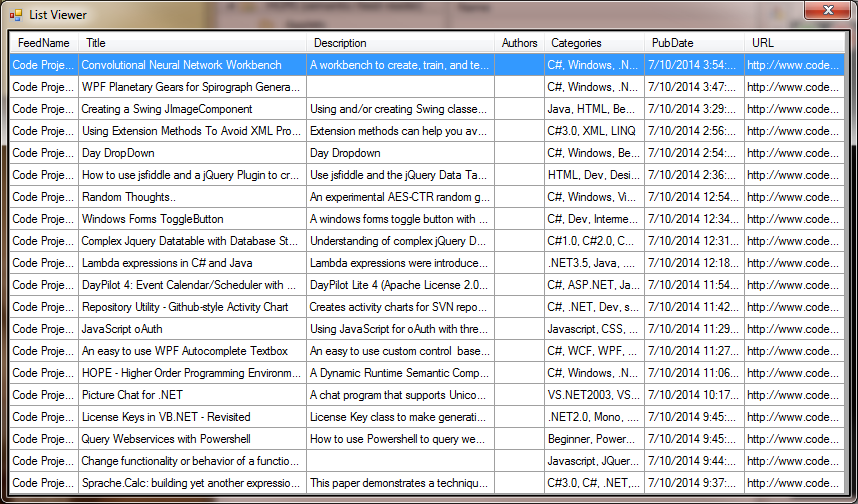 List Viewer
FeedName Title Description Authors Categories PubDate URL
Code Proje... Convolutional Neural Network Workbench A workbench to create, train, and te... C#, Windows, .N... 7/10/2014 3:54:... http://www.code...
Code Proje... WPF Planetary Gears for Spirograph Genera... C#, Windows, .N... 7/10/2014 3:47:... http://www.code...
Code Proje... Creating a Swing JImageComponent Using and/or creating Swing classe... Java, HTML, Be... 7/10/2014 3:29:... http://www.code...
Code Proje... Using Extension Methods To Avoid XML Pro... Extension methods can help you av... C#3.0, XML, LINQ 7/10/2014 2:56:... http://www.code...
Code Proje... Day DropDown Day Dropdown C#, Windows, Be... 7/10/2014 2:54:... http://www.code...
Code Proje... How to use jsfiddle and a jQuery Plugin to cr... Use jsfiddle and the jQuery Data Ta... HTML, Dev, Desi... 7/10/2014 2:36:... http://www.code...
Code Proje... Random Thoughts.. An experimental AES-CTR random g... C#, Windows, Vi... 7/10/2014 12:54... http://www.code...
Code Proje... Windows Forms ToggleButton A windows forms toggle button with ... C#, Dev, Interme... 7/10/2014 12:34... http://www.code...
Code Proje... Complex Jquery Datatable with Database St... Understanding of complex jQuery D... C#1.0, C#2.0, C... 7/10/2014 12:31... http://www.code...
Code Proje... Lambda expressions in C# and Java Lambda expressions were introduce... .NET3.5, Java, .... 7/10/2014 12:18... http://www.code...
Code Proje... DayPilot 4: Event Calendar/Scheduler with ... DayPilot Lite 4 (Apache License 2.0... C#, ASP.NET, Ja... 7/10/2014 11:54... http://www.code...
Code Proje... Repository Utility - Github-style Activity Chart Creates activity charts for SVN repo... C#, .NET, Dev, s... 7/10/2014 11:42... http://www.code...
Code Proje... JavaScript oAuth Using JavaScript for oAuth with thre... Javascript, CSS, ... 7/10/2014 11:29... http://www.code...
Code Proje... An easy to use WPF Autocomplete Textbox An easy to use custom control base... C#, WCF, WPF, ... 7/10/2014 11:27... http://www.code...
Code Proje... HOPE - Higher Order Programming Environm... A Dynamic Runtime Semantic Comp... C#, Windows, .N... 7/10/2014 11:06... http://www.code...
Code Proje... Picture Chat for .NET A chat program that supports Unico... VS.NET2003, VS... 7/10/2014 10:17... http://www.code...
Code Proje... License Keys in VB.NET - Revisited License Key class to make generati... .NET2.0, Mono, .... 7/10/2014 9:45:... http://www.code...
Code Proje... Query Webservices with Powershell How to use Powershell to query we... Beginner, Power... 7/10/2014 9:45:... http://www.code...
Code Proje... Change functionality or behavior of a functio... Javascript, JQuer... 7/10/2014 9:44:... http://www.code...
Code Proje... Sprache.Calc: building yet another expressio... This paper demonstrates a techniqu... C#3.0, C#, .NET,... 7/10/2014 9:37:... http://www.code...